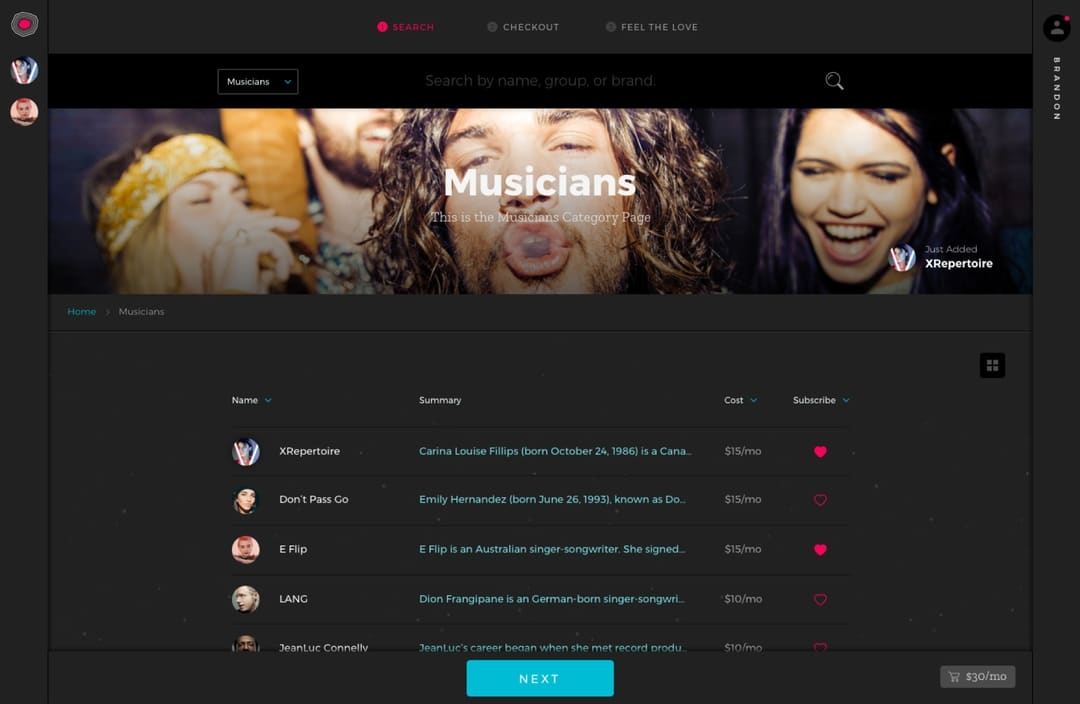 1 SEARCH
2 CHECKOUT
3 FEEL THE LOVE
BRANDON
Musicians
Search by name, group, or brand.
Musicians
This is the Musicians Category Page
Just Added
XRepertoire
Home > Musicians
Name Summary Cost Subscribe
XRepertoire Carina Louise Fillips (born October 24, 1986) is a Cana... $15/mo
Don't Pass Go Emily Hernandez (born June 26, 1993), known as Do... $15/mo
E Flip E Flip is an Australian singer-songwriter. She signed... $15/mo
LANG Dion Frangipane is an German-born singer-songwri... $10/mo
JeanLuc Connelly JeanLuc's career began when she met record produ... $10/mo
NEXT
$30/mo